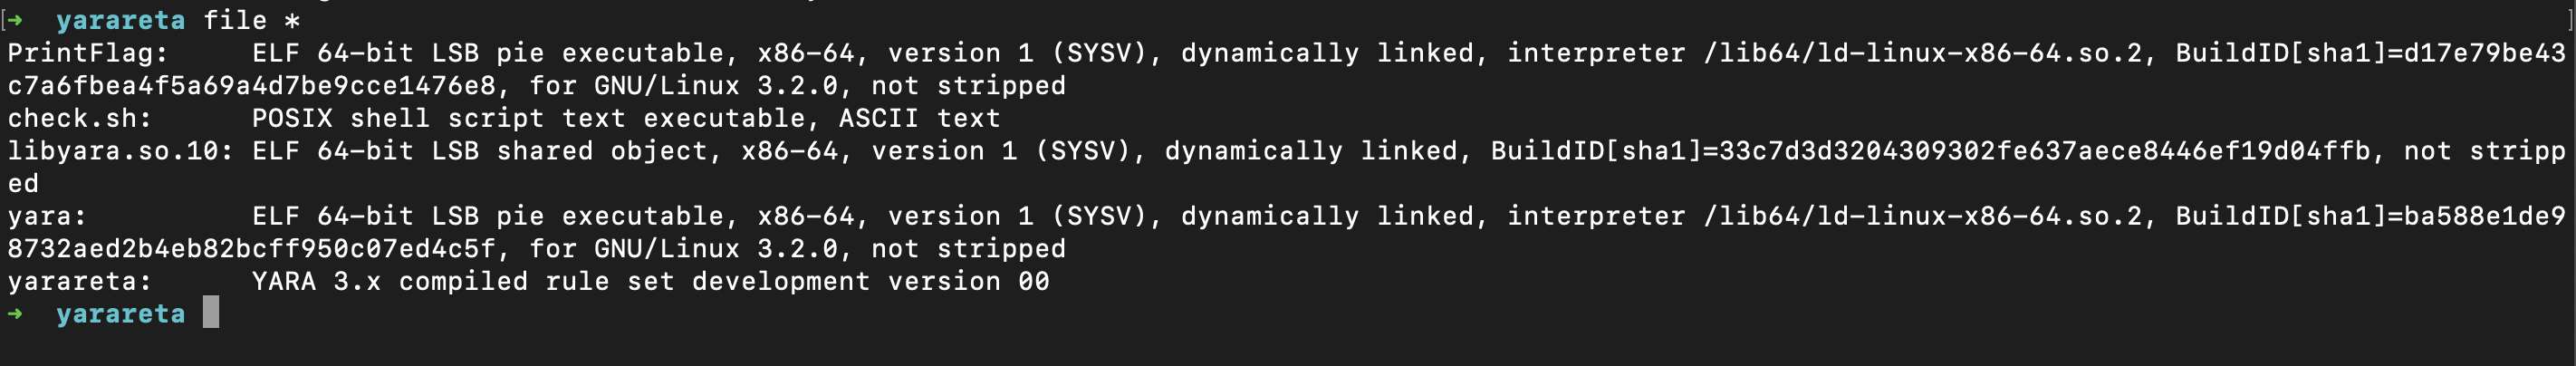 [➜  yarareta file *                                                                                                                                           ]
PrintFlag:     ELF 64-bit LSB pie executable, x86-64, version 1 (SYSV), dynamically linked, interpreter /lib64/ld-linux-x86-64.so.2, BuildID[sha1]=d17e79be43
c7a6fbea4f5a69a4d7be9cce1476e8, for GNU/Linux 3.2.0, not stripped
check.sh:      POSIX shell script text executable, ASCII text
libyara.so.10: ELF 64-bit LSB shared object, x86-64, version 1 (SYSV), dynamically linked, BuildID[sha1]=33c7d3d3204309302fe637aece8446ef19d04ffb, not stripp
ed
yara:          ELF 64-bit LSB pie executable, x86-64, version 1 (SYSV), dynamically linked, interpreter /lib64/ld-linux-x86-64.so.2, BuildID[sha1]=ba588e1de9
8732aed2b4eb82bcff950c07ed4c5f, for GNU/Linux 3.2.0, not stripped
yarareta:      YARA 3.x compiled rule set development version 00
➜  yarareta